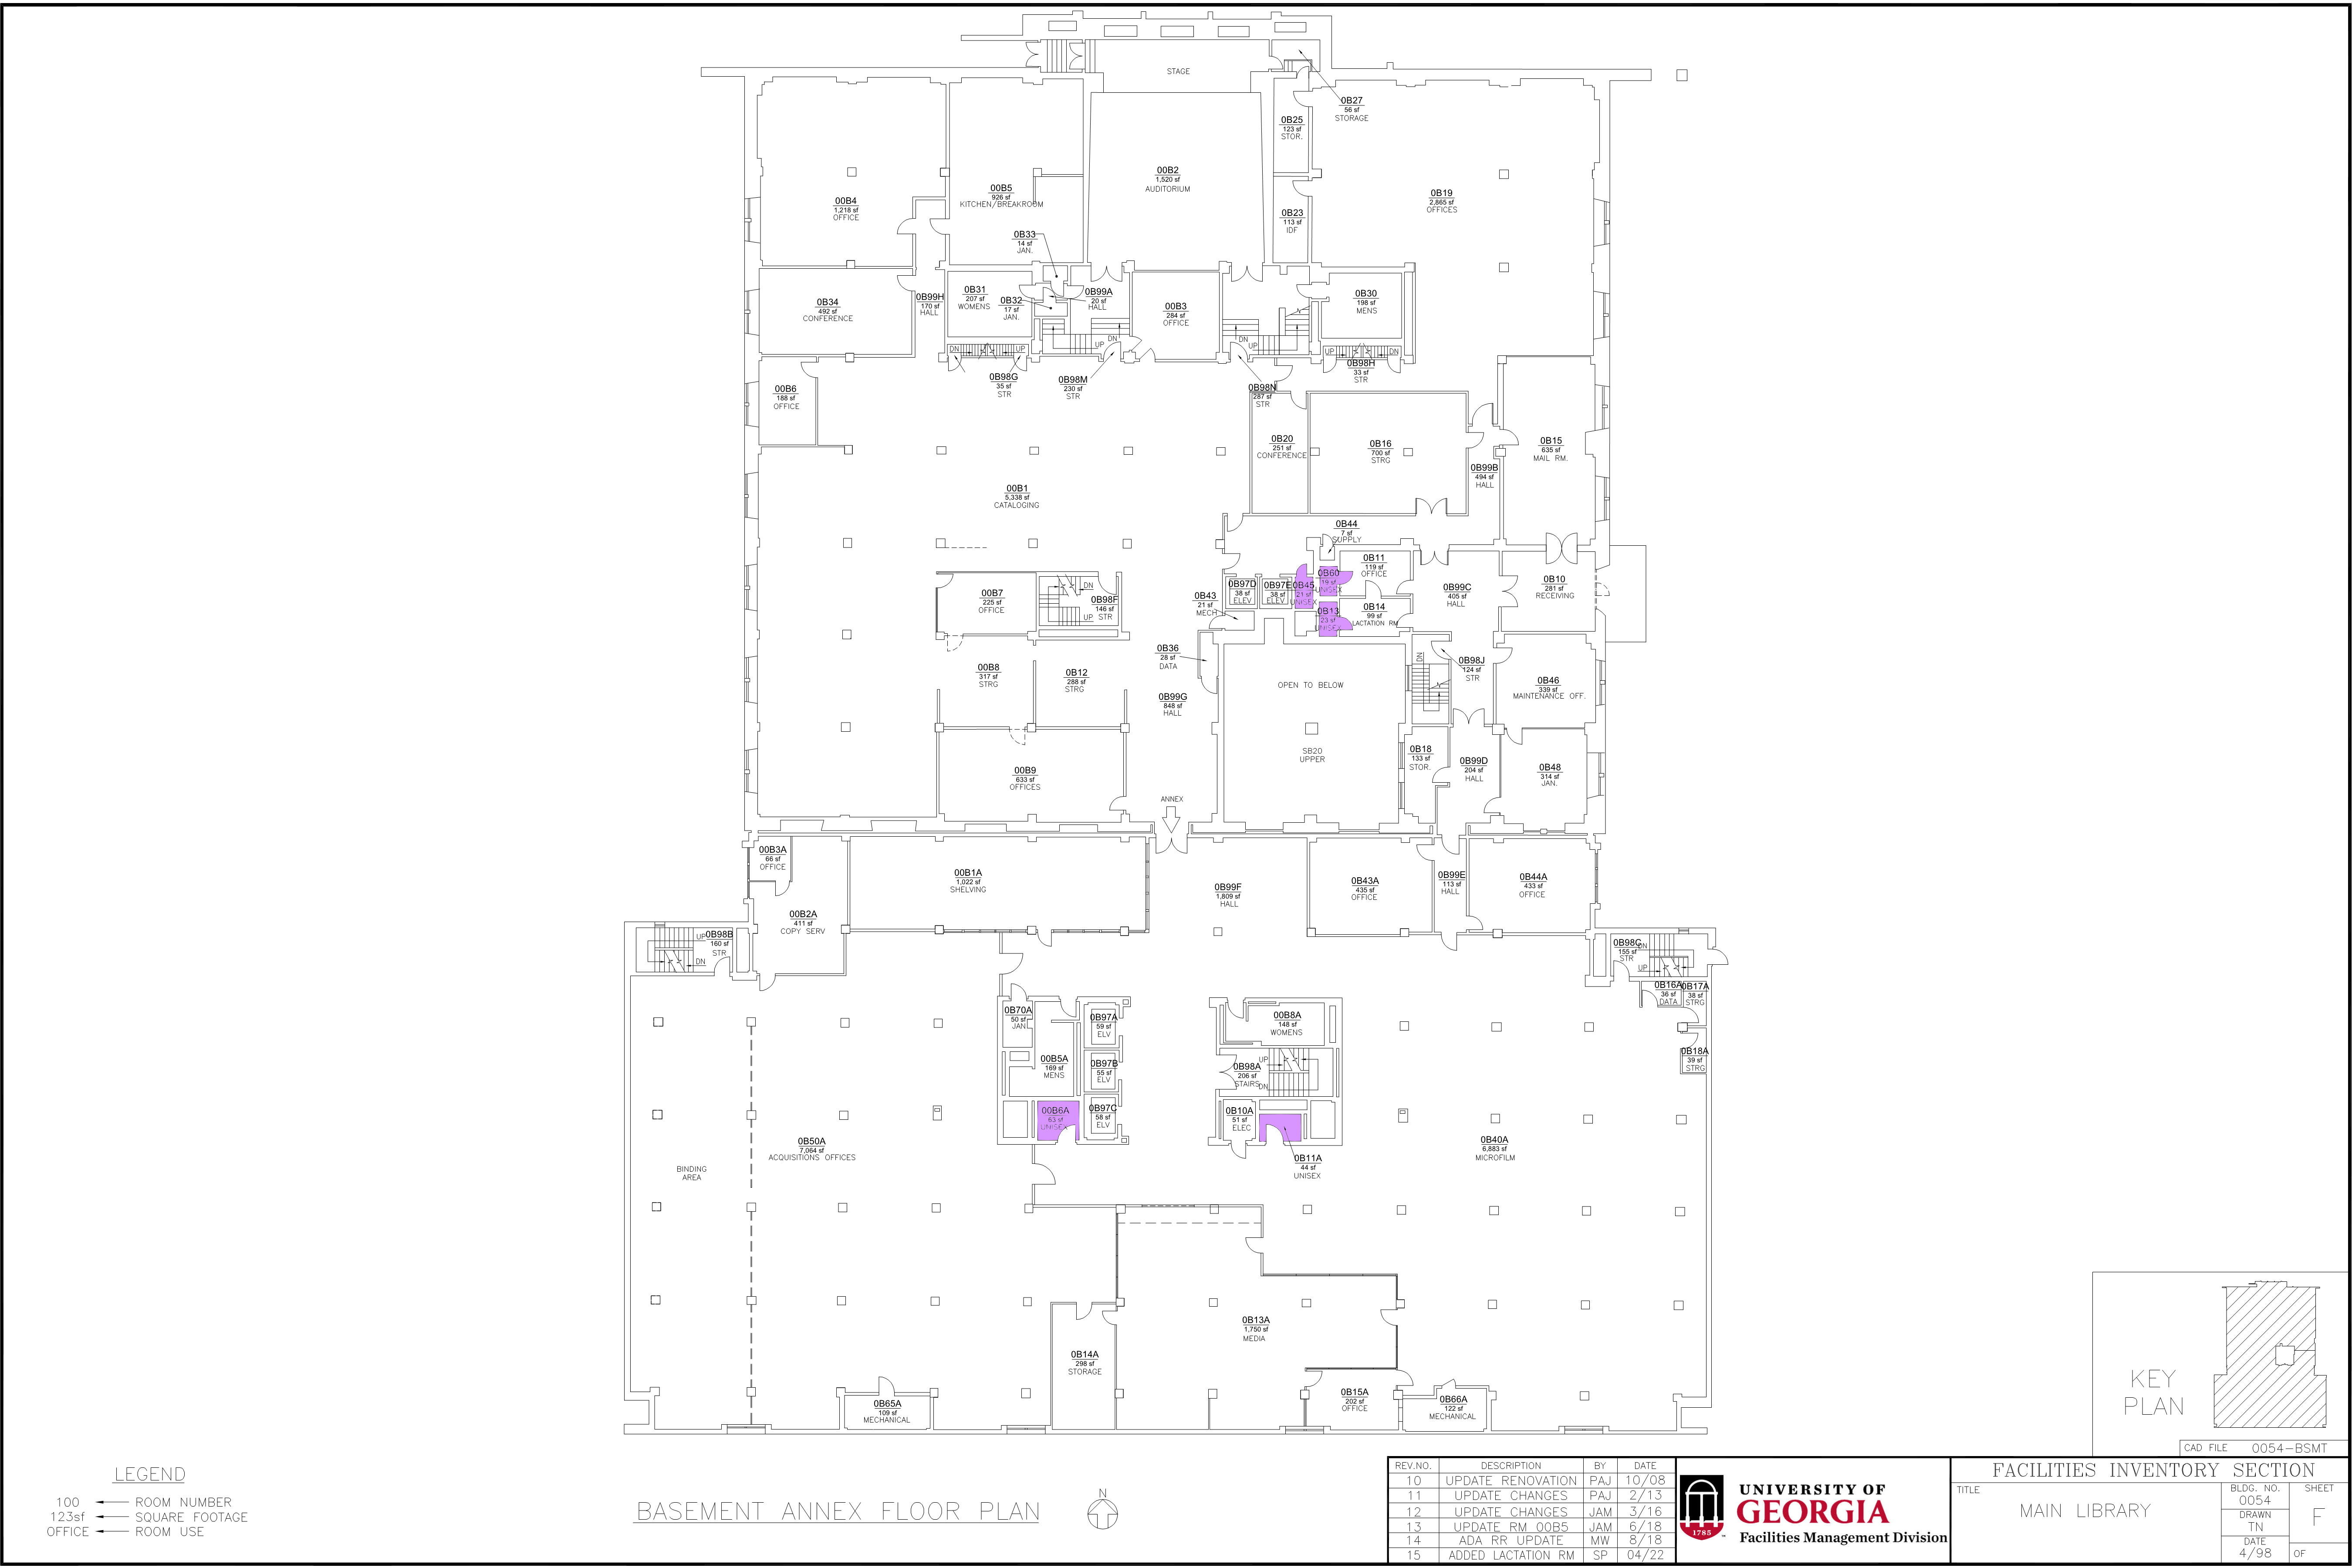 STAGE
0B27
56 sf
STORAGE
0B25
123 sf
STOR.
00B2
1,520 sf
AUDITORIUM
00B5
926 sf
KITCHEN/BREAKROOM
00B4
1,218 sf
OFFICE
0B19
2,865 sf
OFFICES
0B23
113 sf
IDF
0B33
14 sf
JAN.
0B34
492 sf
CONFERENCE
0B99H
170 sf
HALL
0B31
207 sf
WOMENS
0B32
17 sf
JAN.
0B99A
20 sf
HALL
00B3
284 sf
OFFICE
0B30
198 sf
MENS
DN
UP
UP
DN
DN
UP
UP
DN
0B98G
35 sf
STR
0B98M
230 sf
STR
0B98N
287 sf
STR
0B98H
33 sf
STR
00B6
188 sf
OFFICE
0B20
251 sf
CONFERENCE
0B16
700 sf
STRG
0B99B
494 sf
HALL
0B15
635 sf
MAIL RM.
00B1
5,338 sf
CATALOGING
0B44
7 sf
SUPPLY
0B11
119 sf
OFFICE
0B60
19 sf
UNISEX
0B97D
38 sf
ELEV
0B97E
38 sf
ELEV
0B45
21 sf
UNISEX
0B99C
405 sf
HALL
0B10
281 sf
RECEIVING
00B7
225 sf
OFFICE
DN
UP
0B98F
146 sf
STR
0B43
21 sf
MECH
0B13
23 sf
UNISEX
0B14
99 sf
LACTATION RM
0B36
28 sf
DATA
00B8
317 sf
STRG
0B12
288 sf
STRG
DN
0B98J
124 sf
STR
0B46
339 sf
MAINTENANCE OFF.
OPEN TO BELOW
0B99G
848 sf
HALL
SB20
UPPER
0B18
133 sf
STOR.
0B99D
204 sf
HALL
0B48
314 sf
JAN.
00B9
633 sf
OFFICES
ANNEX
00B3A
66 sf
OFFICE
00B1A
1,022 sf
SHELVING
0B99F
1,809 sf
HALL
0B43A
435 sf
OFFICE
0B99E
113 sf
HALL
0B44A
433 sf
OFFICE
00B2A
411 sf
COPY SERV
UP
DN
0B98B
160 sf
STR
0B98C
155 sf
STR
DN
UP
0B16A
36 sf
DATA
0B17A
38 sf
STRG
0B18A
39 sf
STRG
0B70A
50 sf
JAN.
0B97A
59 sf
ELV
00B8A
148 sf
WOMENS
00B5A
169 sf
MENS
0B97B
55 sf
ELV
0B98A
206 sf
STAIRS
UP
DN
00B6A
63 sf
UNISEX
0B97C
58 sf
ELV
0B10A
51 sf
ELEC
0B11A
44 sf
UNISEX
0B50A
7,064 sf
ACQUISITIONS OFFICES
BINDING
AREA
0B40A
6,883 sf
MICROFILM
0B13A
1,750 sf
MEDIA
0B14A
298 sf
STORAGE
0B15A
202 sf
OFFICE
0B65A
109 sf
MECHANICAL
0B66A
122 sf
MECHANICAL
KEY
PLAN
CAD FILE 0054-BSMT
LEGEND
100 ROOM NUMBER
123sf SQUARE FOOTAGE
OFFICE ROOM USE
BASEMENT ANNEX FLOOR PLAN
N
REV.NO. DESCRIPTION BY DATE
10 UPDATE RENOVATION PAJ 10/08
11 UPDATE CHANGES PAJ 2/13
12 UPDATE CHANGES JAM 3/16
13 UPDATE RM 00B5 JAM 6/18
14 ADA RR UPDATE MW 8/18
15 ADDED LACTATION RM SP 04/22
1785
UNIVERSITY OF
GEORGIA
Facilities Management Division
FACILITIES INVENTORY SECTION
TITLE
MAIN LIBRARY
BLDG. NO.
0054
DRAWN
TN
DATE
4/98
SHEET
F
OF